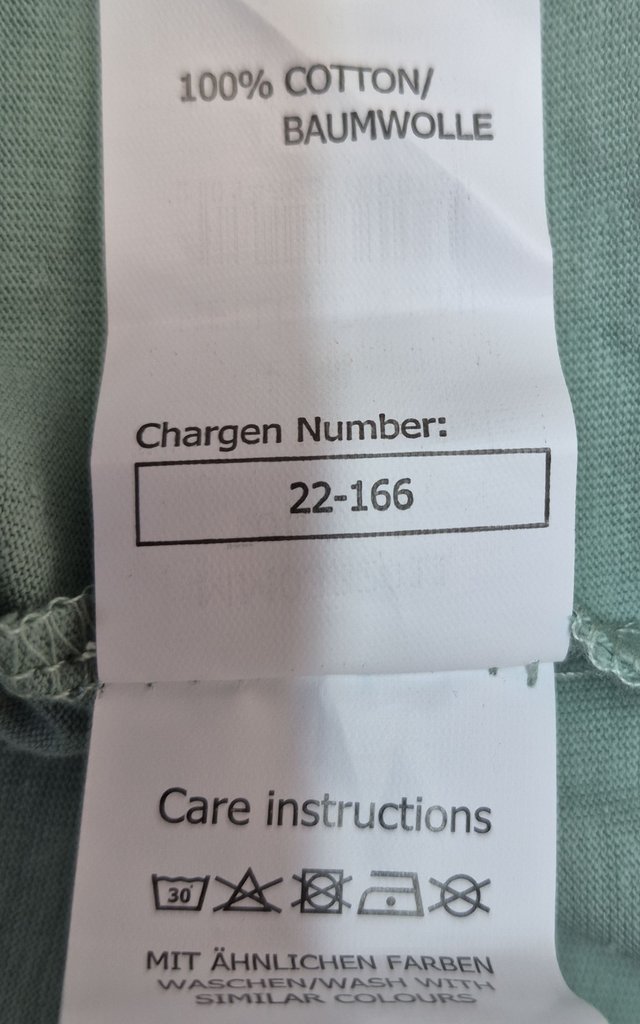 100% COTTON/
BAUMWOLLE
Chargen Number:
22-166
Care instructions
30°
MIT ÄHNLICHEN FARBEN
WASCHEN/WASH WITH
SIMILAR COLOURS